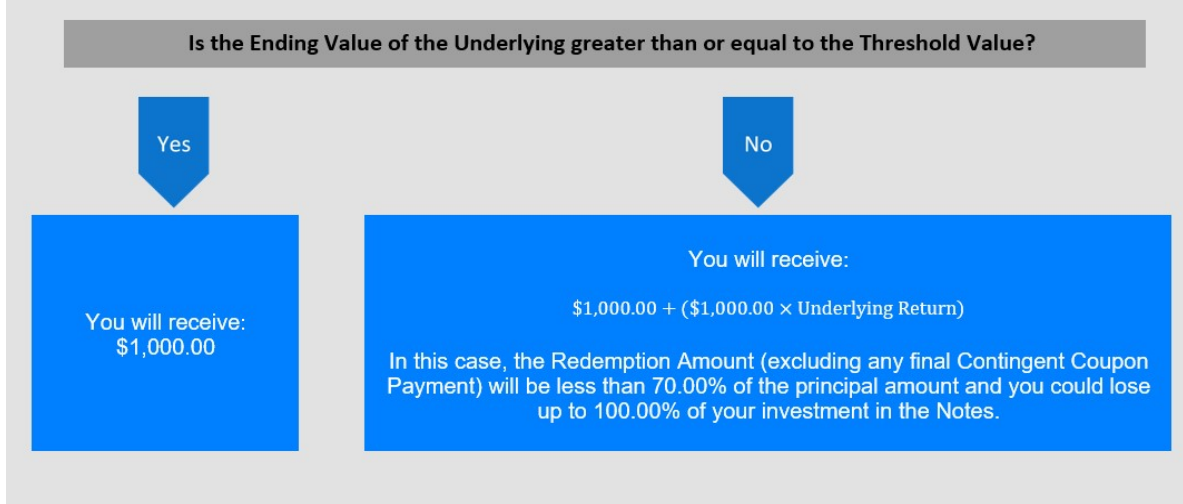 Is the Ending Value of the Underlying greater than or equal to the Threshold Value?
Yes
No
You will receive:
$1,000.00
You will receive:
$1,000.00 + ($1,000.00 × Underlying Return)
In this case, the Redemption Amount (excluding any final Contingent Coupon
Payment) will be less than 70.00% of the principal amount and you could lose
up to 100.00% of your investment in the Notes.